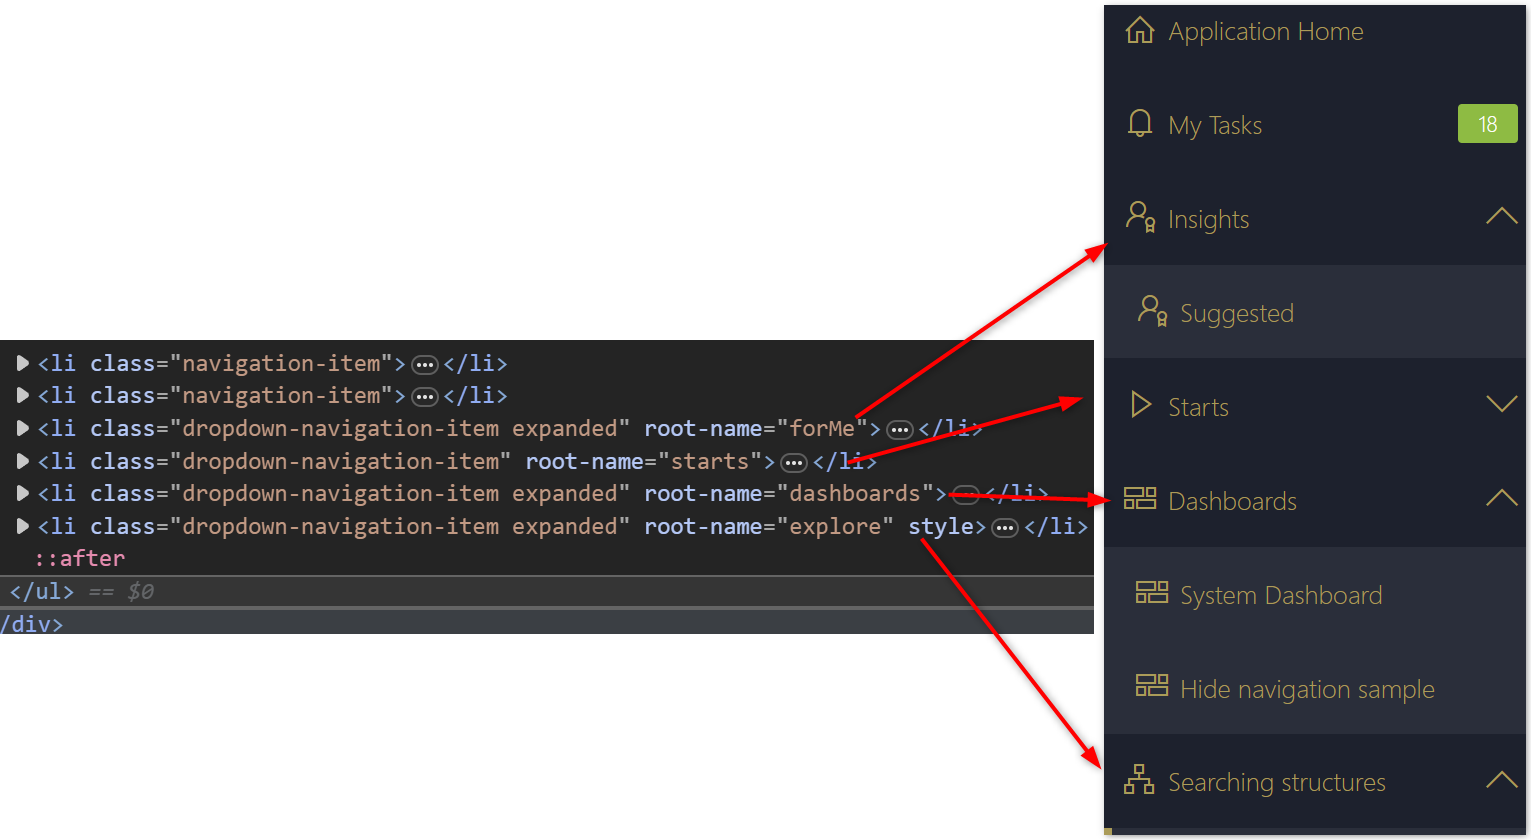 <li class="navigation-item"> ••• </li>
<li class="navigation-item"> ••• </li>
<li class="dropdown-navigation-item expanded" root-name="forMe"> ••• </li>
<li class="dropdown-navigation-item" root-name="starts"> ••• </li>
<li class="dropdown-navigation-item expanded" root-name="dashboards"> ••• </li>
<li class="dropdown-navigation-item expanded" root-name="explore" style> ••• </li>
::after
</ul> == $0
/div>
Application Home
My Tasks 18
Insights
Suggested
Starts
Dashboards
System Dashboard
Hide navigation sample
Searching structures